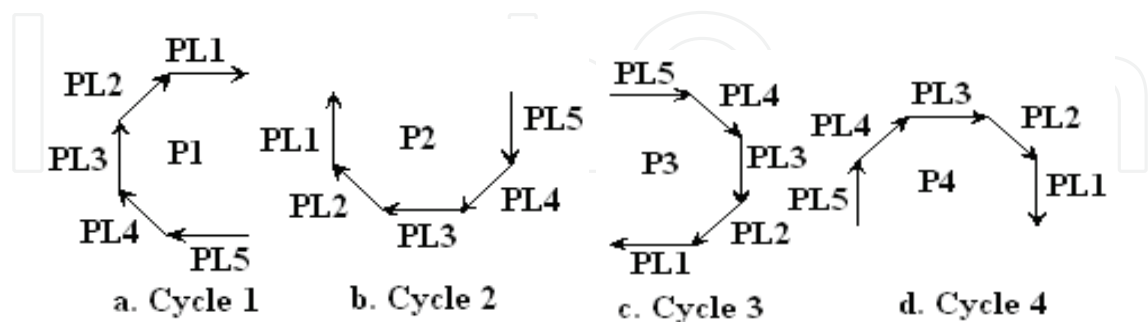 PL1
PL2
PL3
P1
PL4
PL5
a. Cycle 1
PL5
PL1
P2
PL2
PL4
PL3
b. Cycle 2
PL5
PL4
P3
PL3
PL2
PL1
c. Cycle 3
PL3
PL4
PL2
P4
PL5
PL1
d. Cycle 4